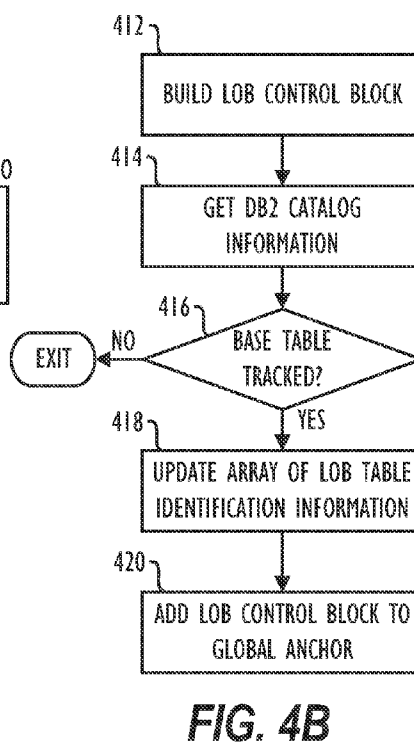 412
BUILD LOB CONTROL BLOCK
414
GET DB2 CATALOG
INFORMATION
0
416
BASE TABLE
TRACKED?
NO
EXIT
YES
418
UPDATE ARRAY OF LOB TABLE
IDENTIFICATION INFORMATION
420
ADD LOB CONTROL BLOCK TO
GLOBAL ANCHOR
FIG. 4B